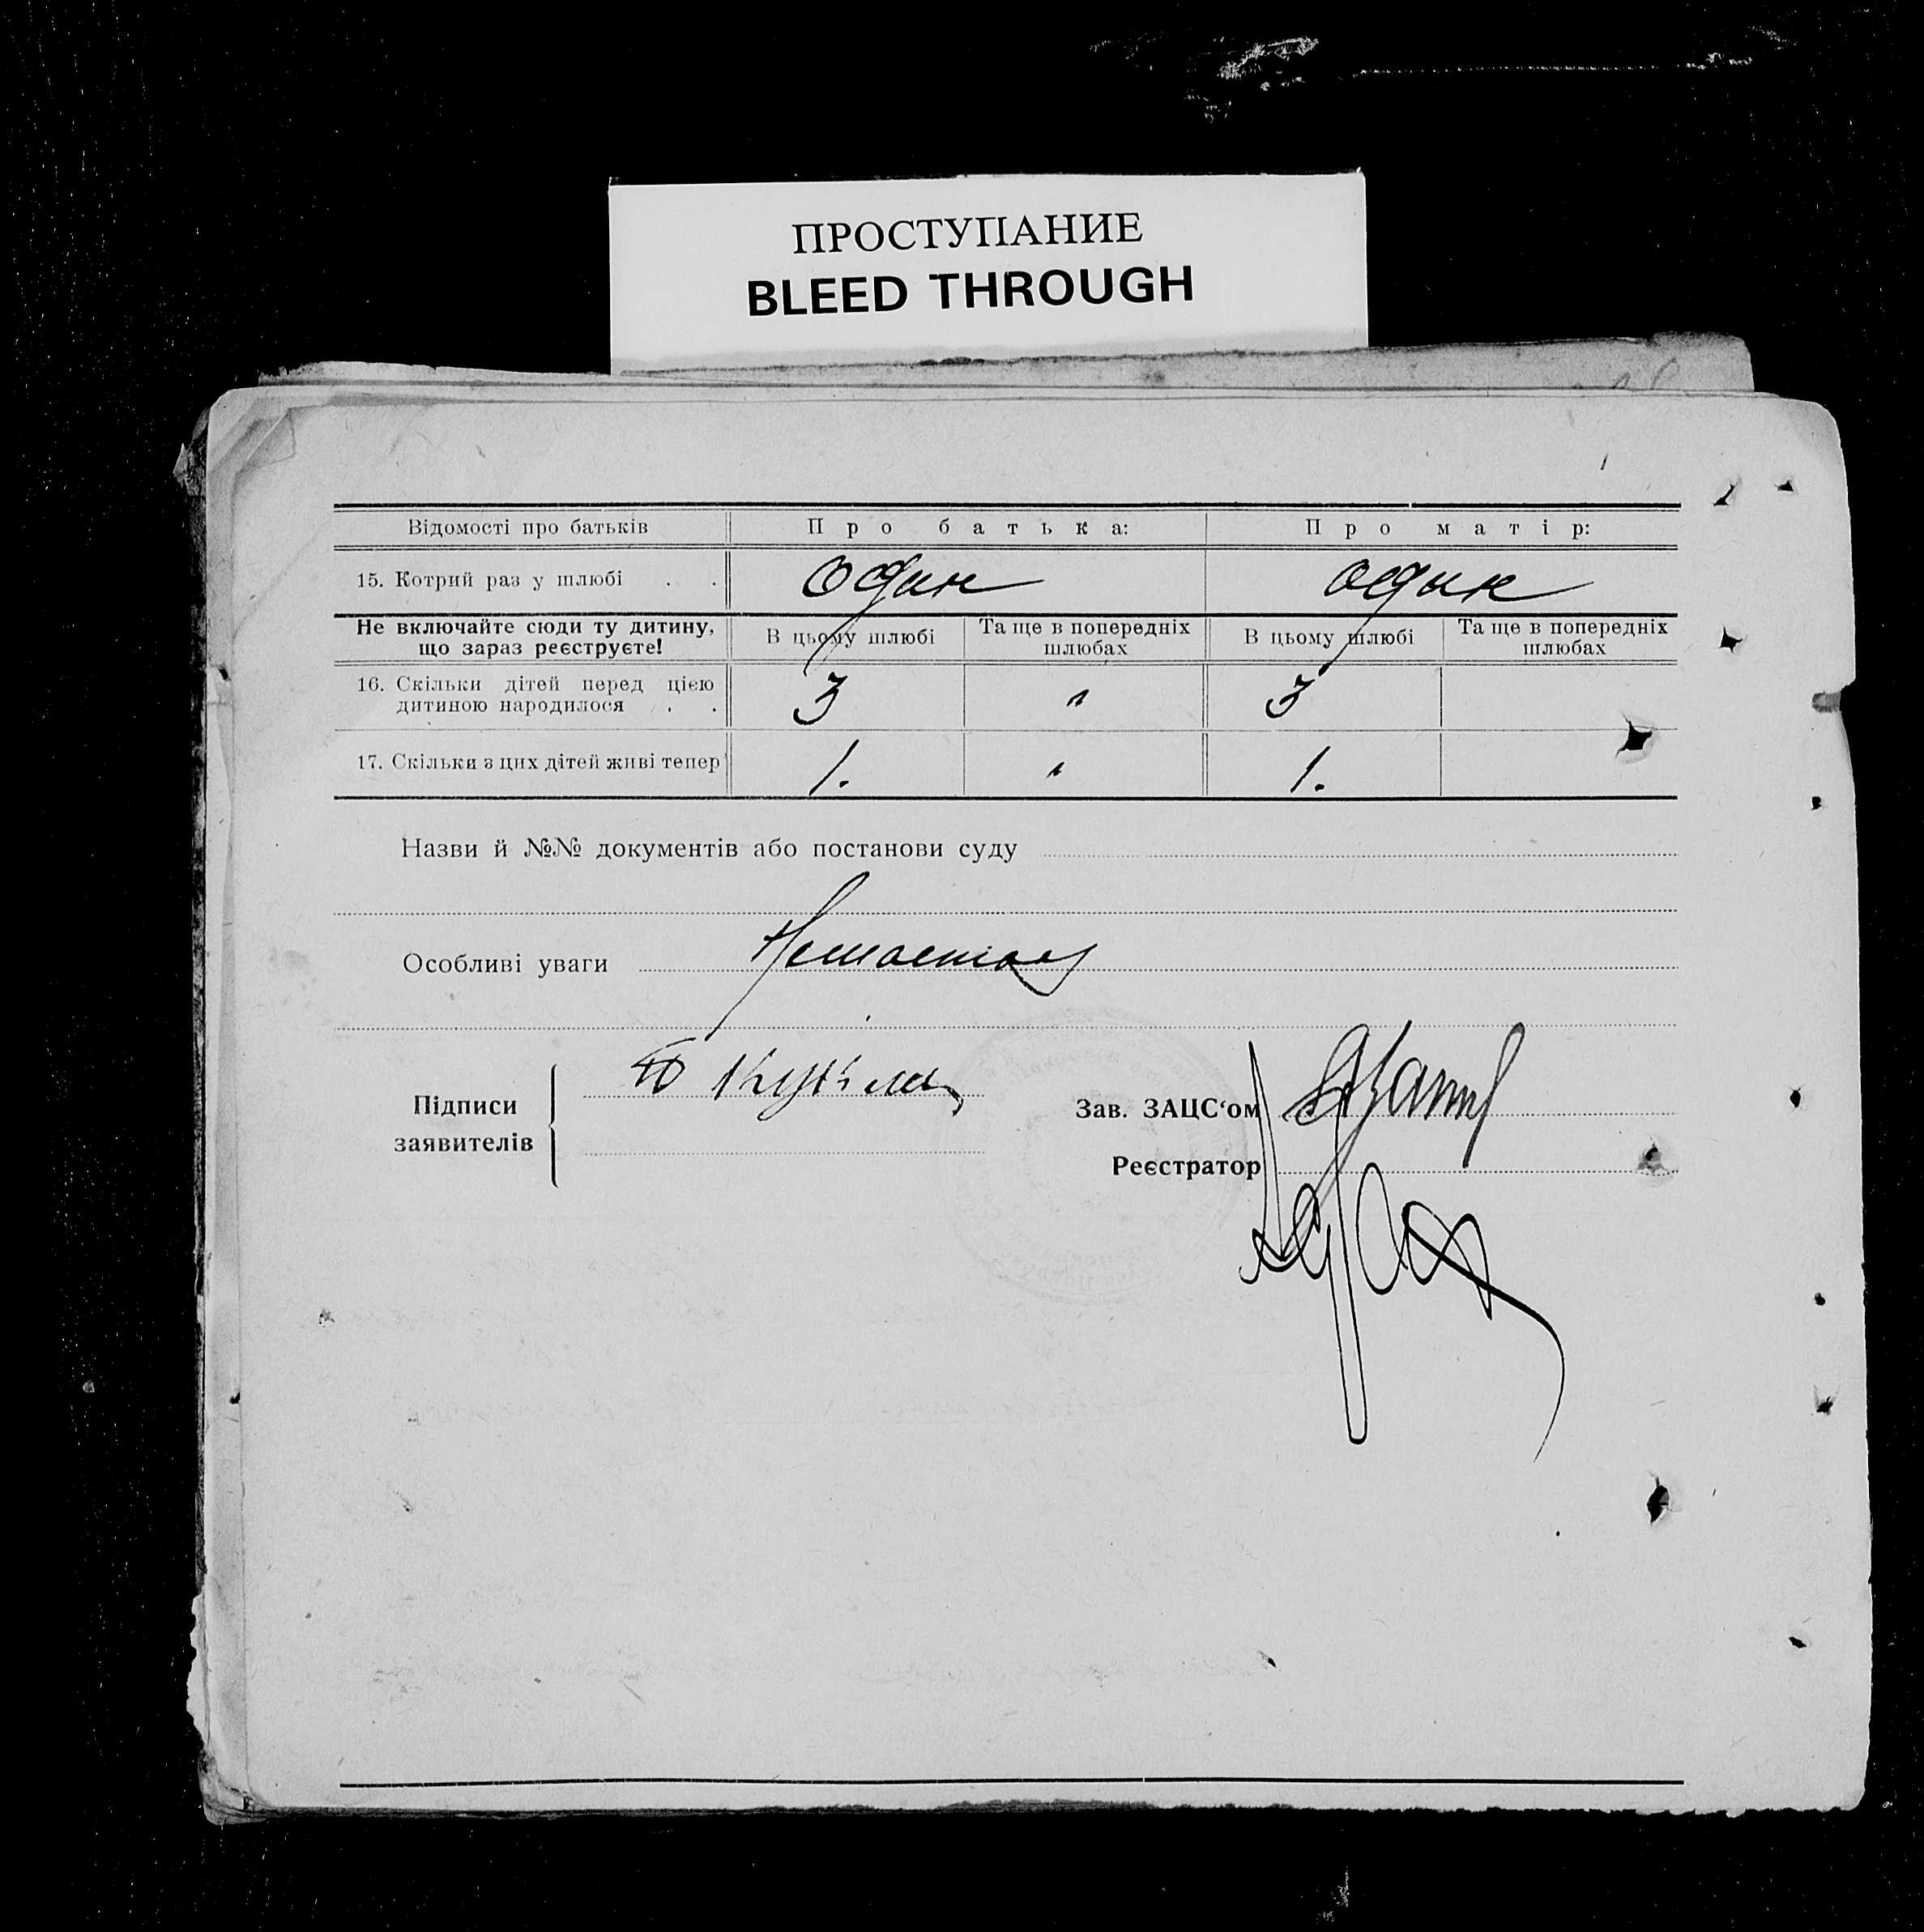 ПРОСТУПАНИЕ
BLEED THROUGH
Відомості про батьків Про батька: Про матір:
15. Котрий раз у шлюбі . . Один один
Не включайте сюди ту дитину, що зараз реєструєте! В цьому шлюбі Та ще в попередніх шлюбах В цьому шлюбі Та ще в попередніх шлюбах
16. Скільки дітей перед цією
дитиною народилося . . 3 " 3
17. Скільки з цих дітей живі тепер 1. " 1.
Назви й №№ документів або постанови суду
Особливі уваги
Підписи
заявителів
Зав. ЗАЦС‘ом
Реєстратор